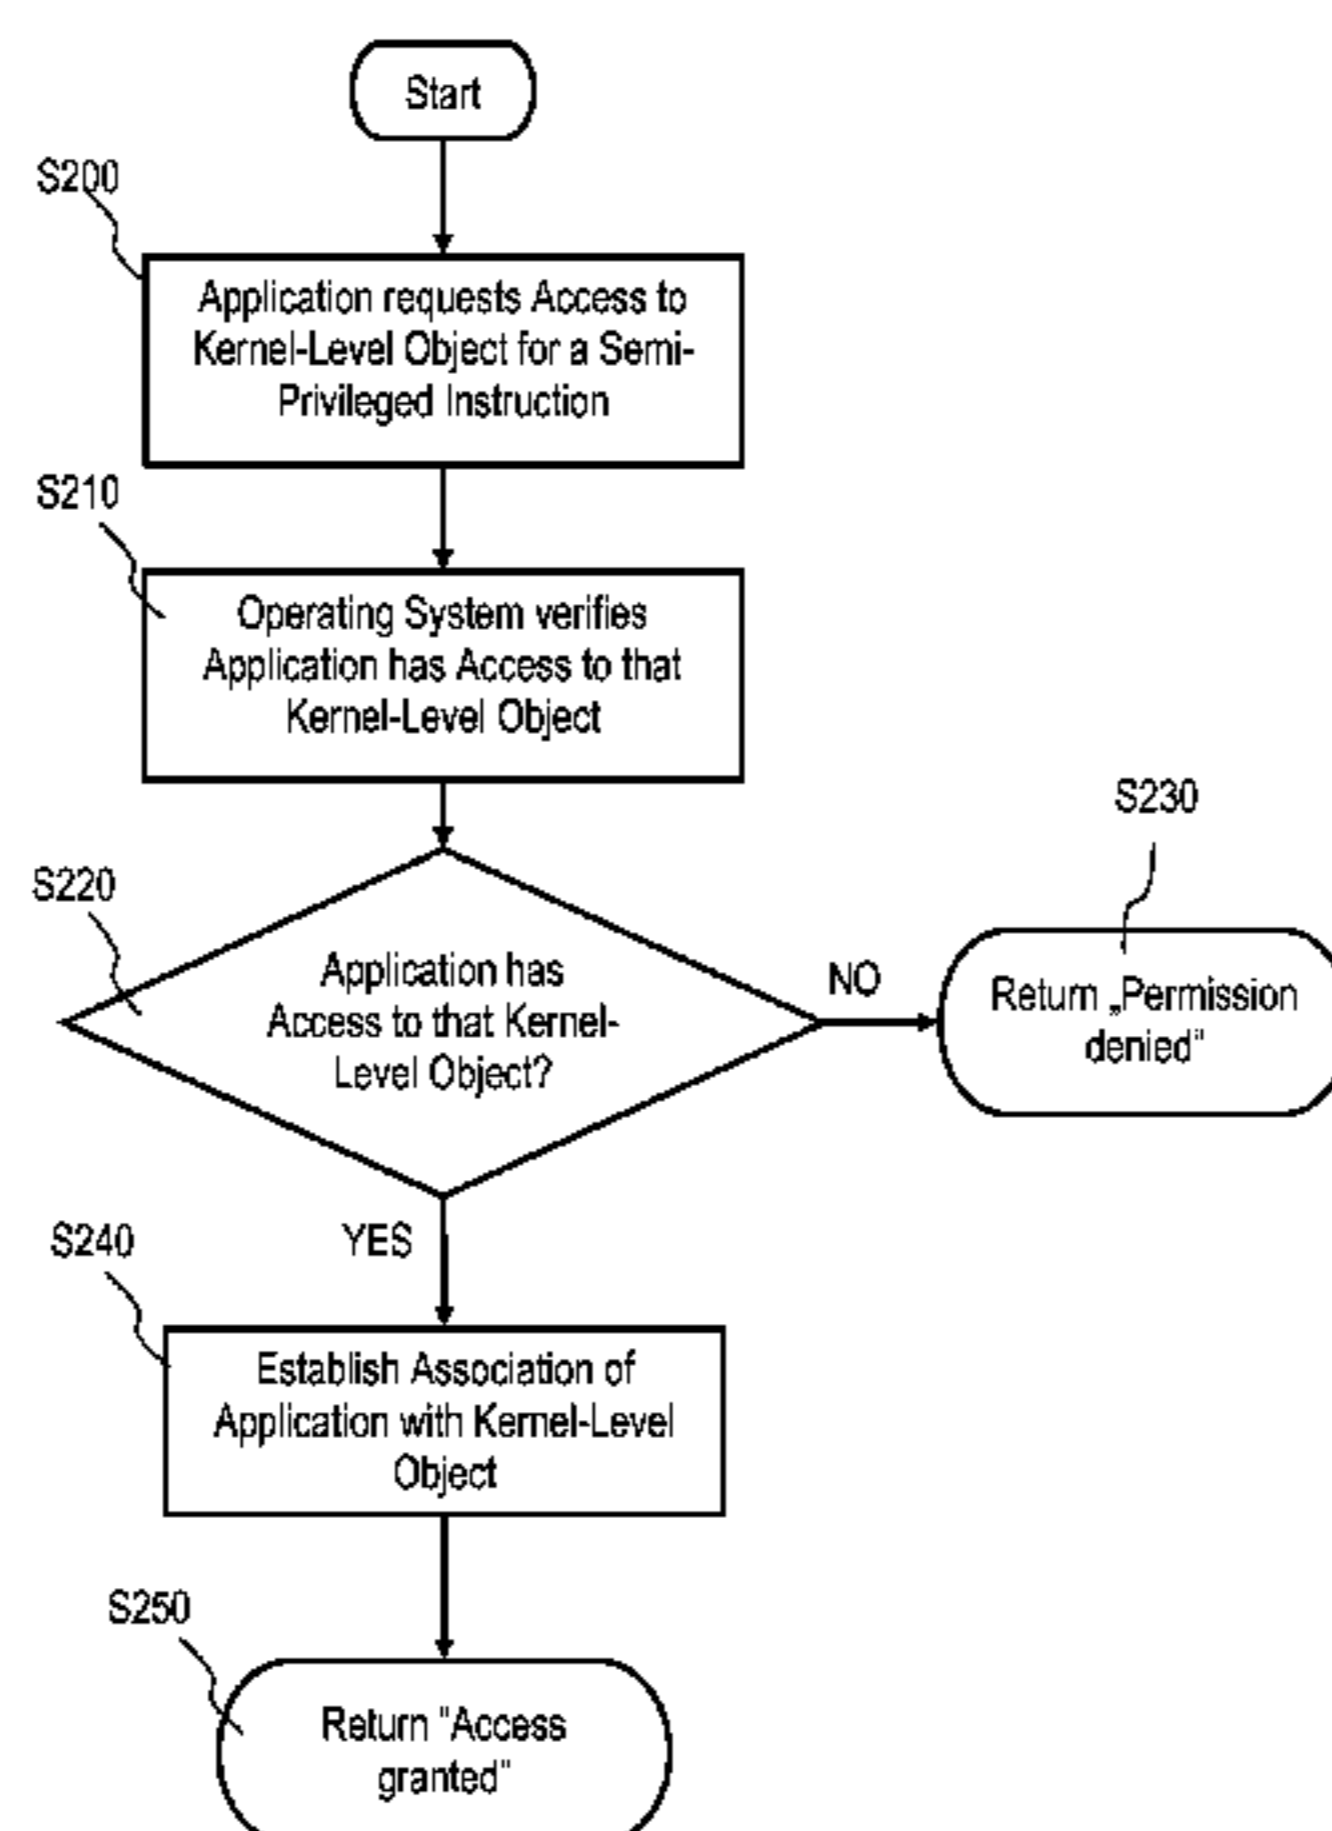 Start
S200
Application requests Access to
Kernel-Level Object for a Semi-
Privileged Instruction
S210
Operating System verifies
Application has Access to that
Kernel-Level Object
S220
Application has
Access to that Kernel-
Level Object?
NO
S230
Return „Permission
denied“
YES
S240
Establish Association of
Application with Kernel-Level
Object
S250
Return "Access
granted"